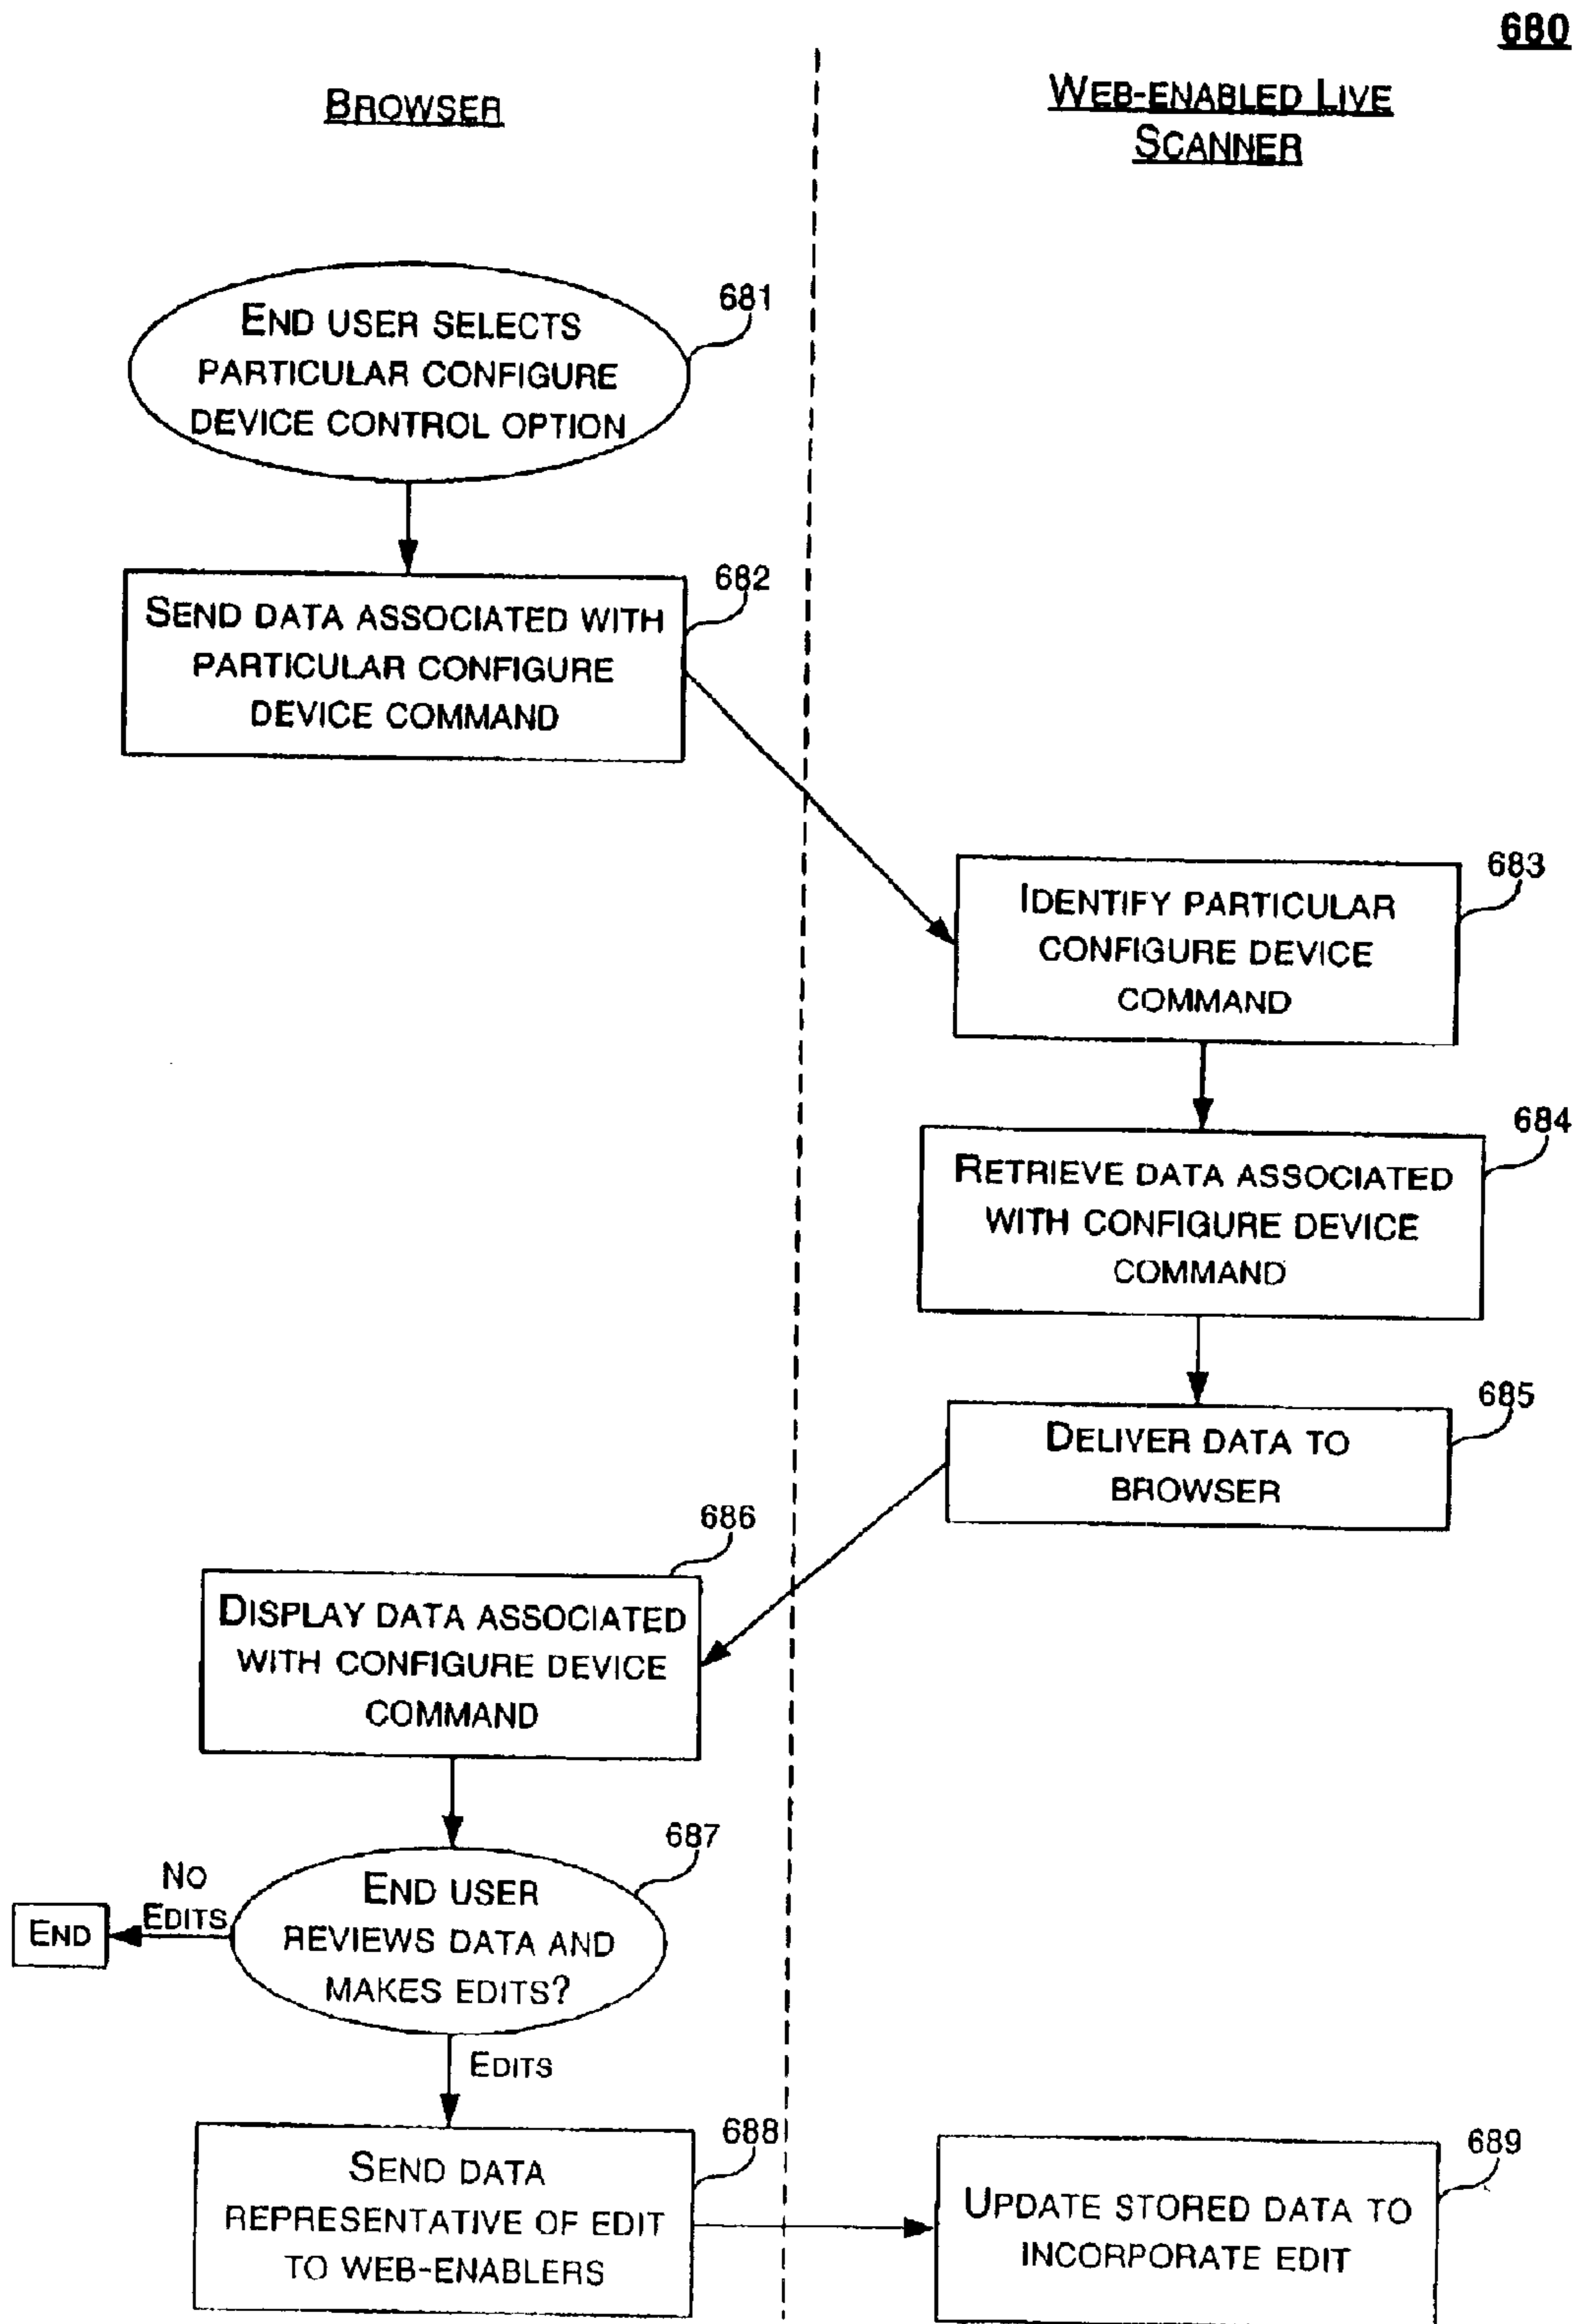 680
BROWSER
WEB-ENABLED LIVE
SCANNER
681
END USER SELECTS
PARTICULAR CONFIGURE
DEVICE CONTROL OPTION
682
SEND DATA ASSOCIATED WITH
PARTICULAR CONFIGURE
DEVICE COMMAND
683
IDENTIFY PARTICULAR
CONFIGURE DEVICE
COMMAND
684
RETRIEVE DATA ASSOCIATED
WITH CONFIGURE DEVICE
COMMAND
685
DELIVER DATA TO
BROWSER
686
DISPLAY DATA ASSOCIATED
WITH CONFIGURE DEVICE
COMMAND
687
END USER
REVIEWS DATA AND
MAKES EDITS?
NO
EDITS
END
EDITS
688
SEND DATA
REPRESENTATIVE OF EDIT
TO WEB-ENABLERS
689
UPDATE STORED DATA TO
INCORPORATE EDIT